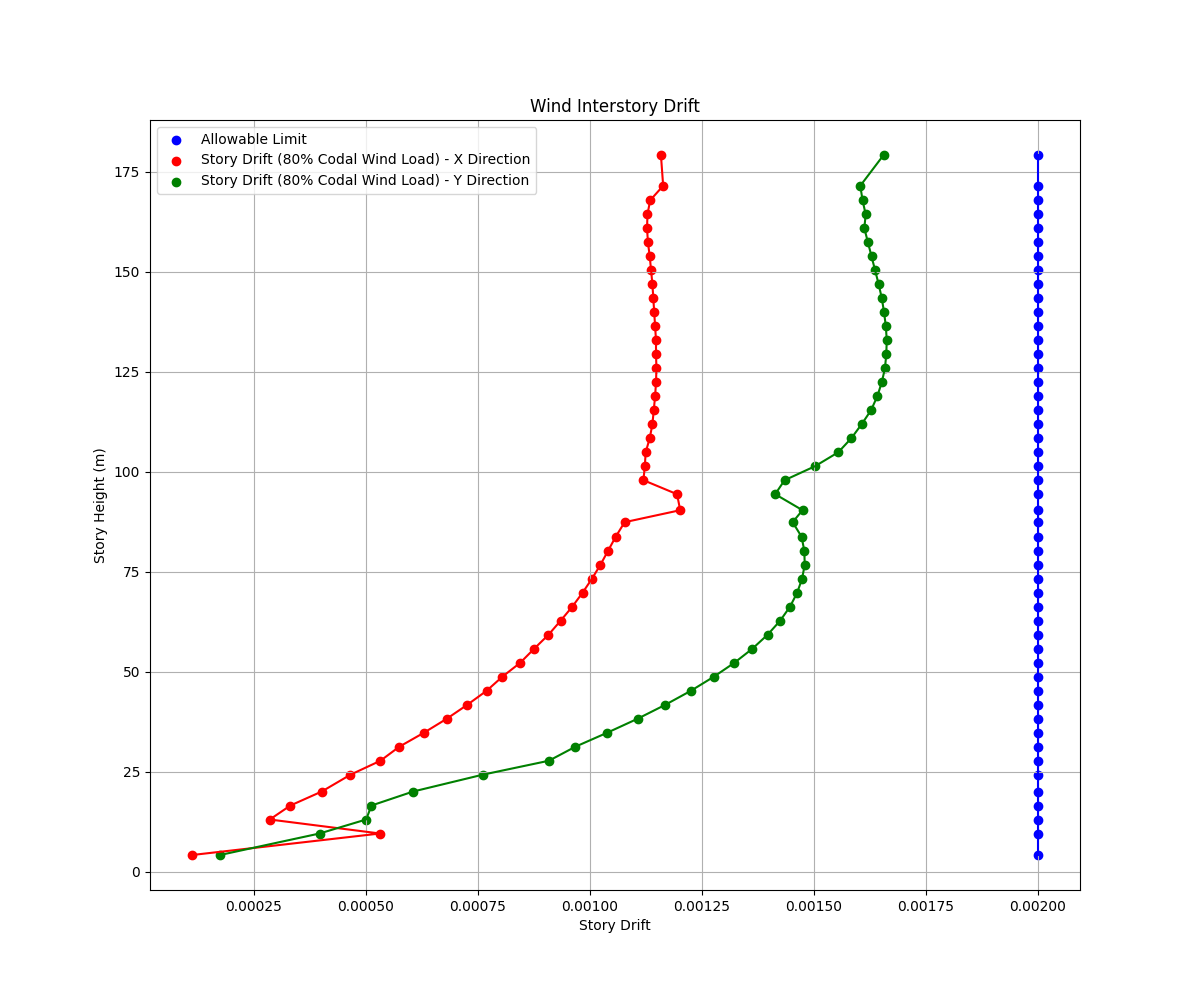 Wind Interstory Drift
Allowable Limit
Story Drift (80% Codal Wind Load) - X Direction
Story Drift (80% Codal Wind Load) - Y Direction
175
150
125
100
75
50
25
0
Story Height (m)
0.00025 0.00050 0.00075 0.00100 0.00125 0.00150 0.00175 0.00200
Story Drift